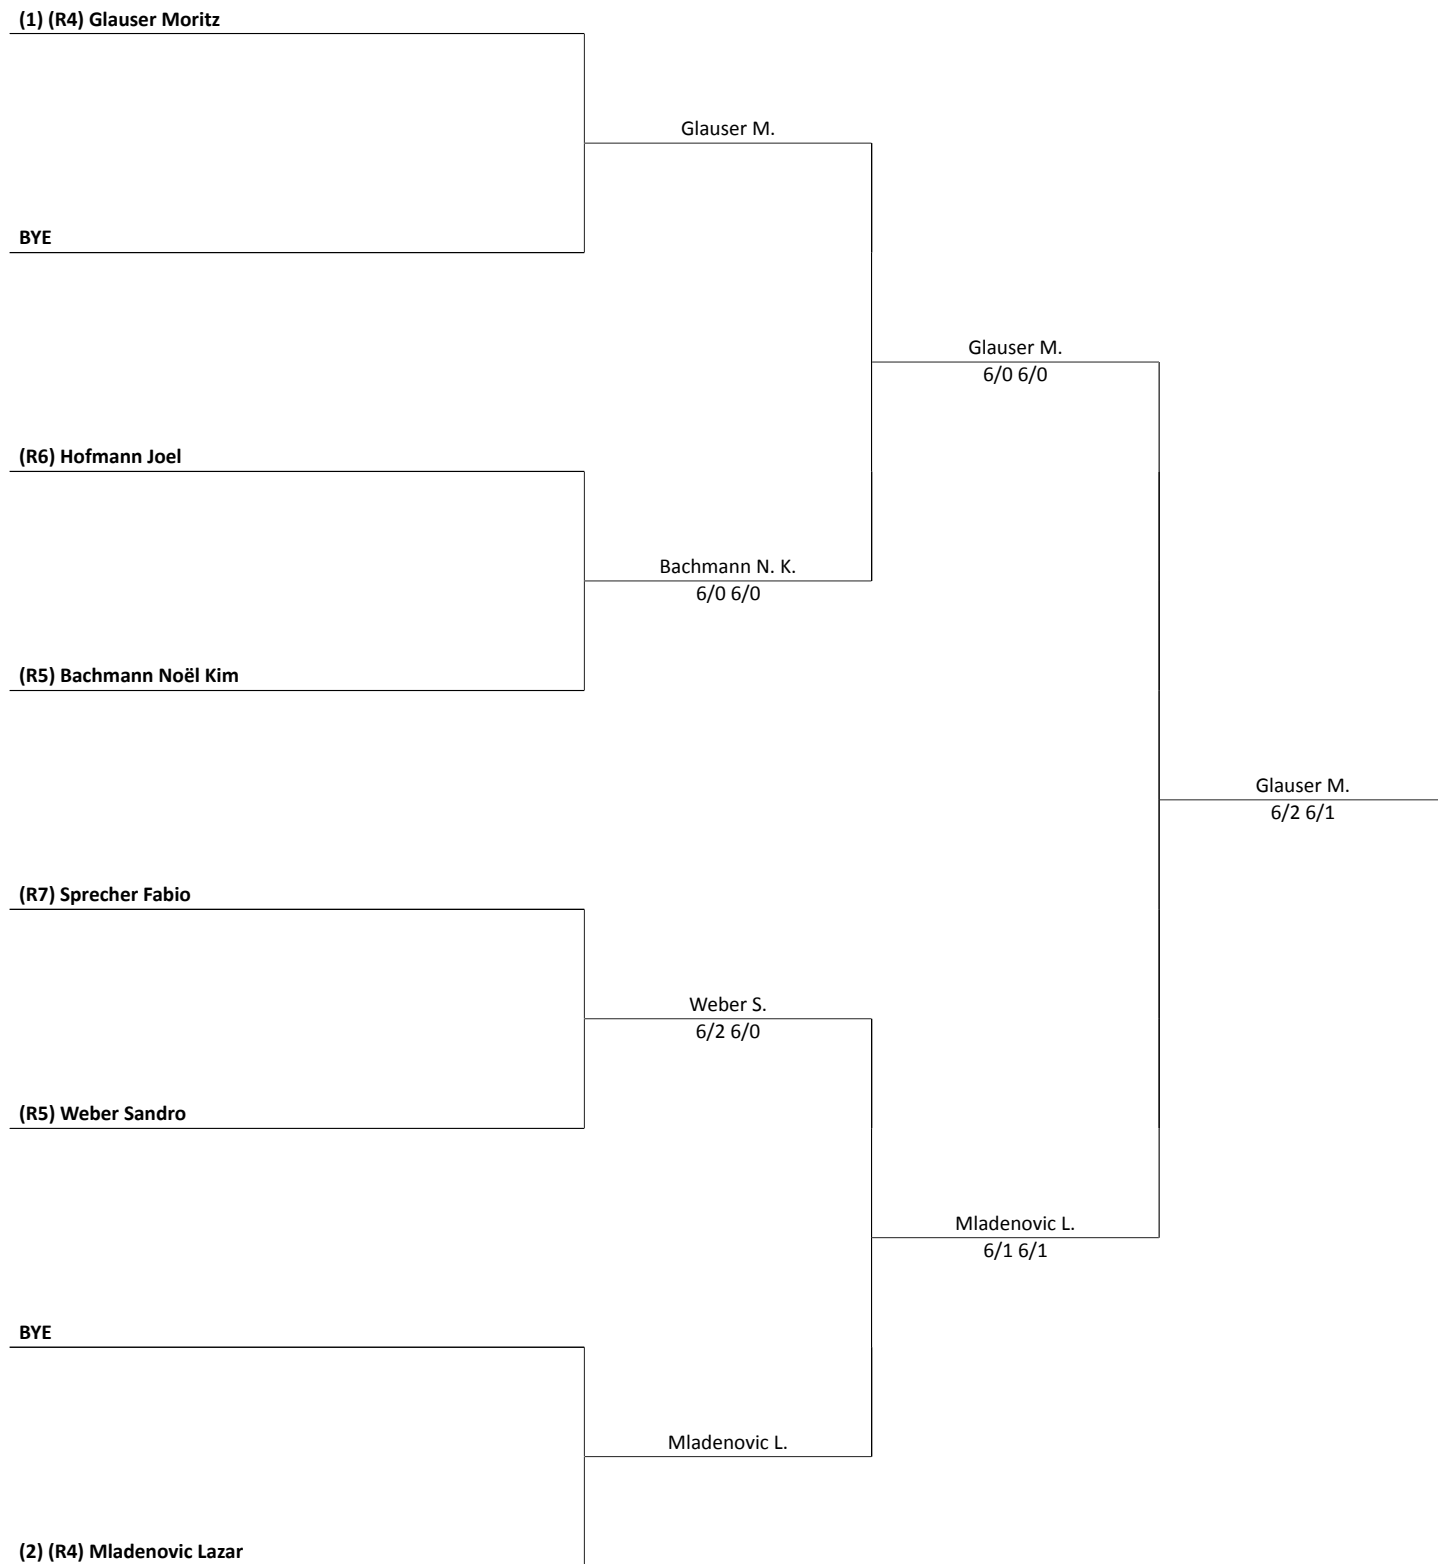 (1) (R4) Glauser Moritz
Glauser M.
BYE
Glauser M.
6/0 6/0
(R6) Hofmann Joel
Bachmann N. K.
6/0 6/0
(R5) Bachmann Noël Kim
Glauser M.
6/2 6/1
(R7) Sprecher Fabio
Weber S.
6/2 6/0
(R5) Weber Sandro
Mladenovic L.
6/1 6/1
BYE
Mladenovic L.
(2) (R4) Mladenovic Lazar